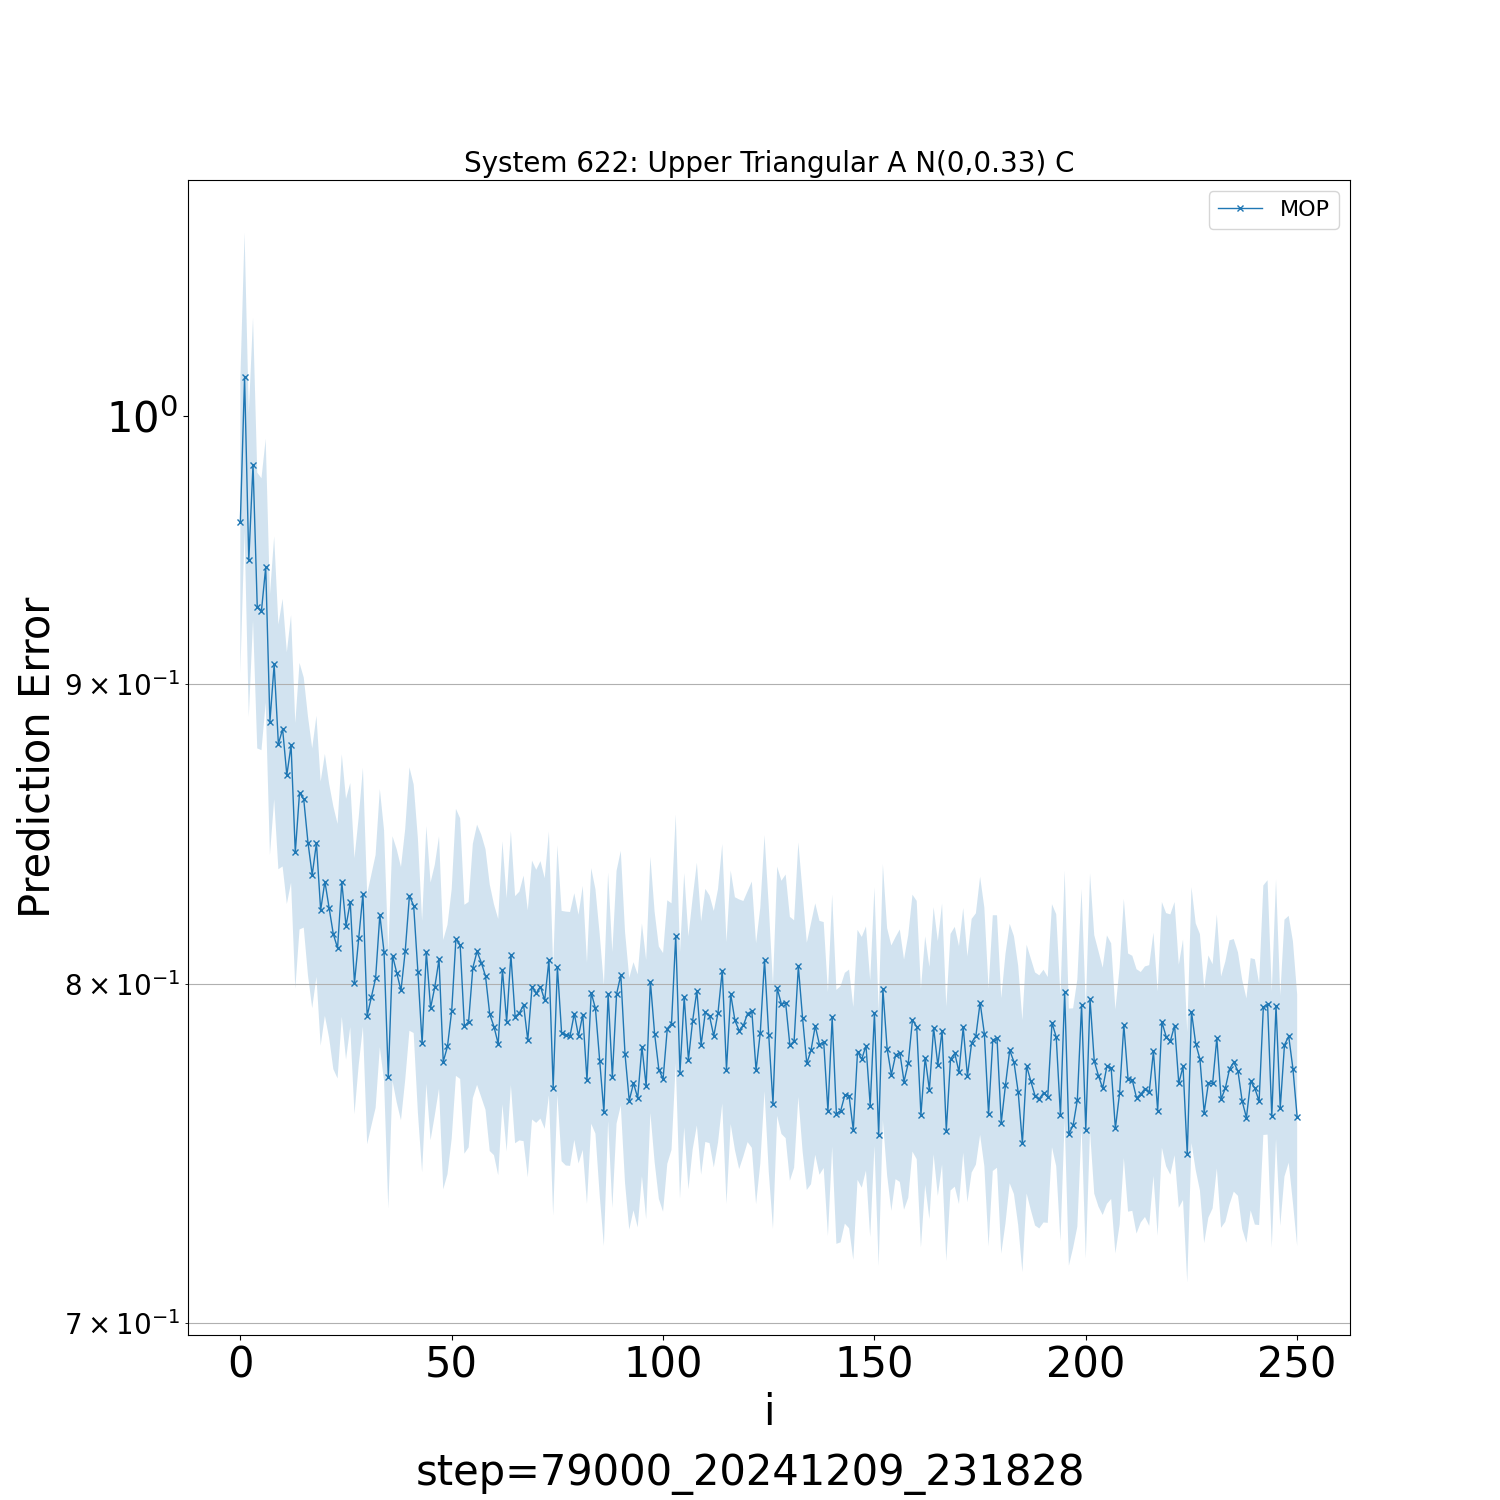 System 622: Upper Triangular A N(0,0.33) C
MOP
10⁰
9 × 10⁻¹
8 × 10⁻¹
7 × 10⁻¹
Prediction Error
0 50 100 150 200 250
i
step=79000_20241209_231828